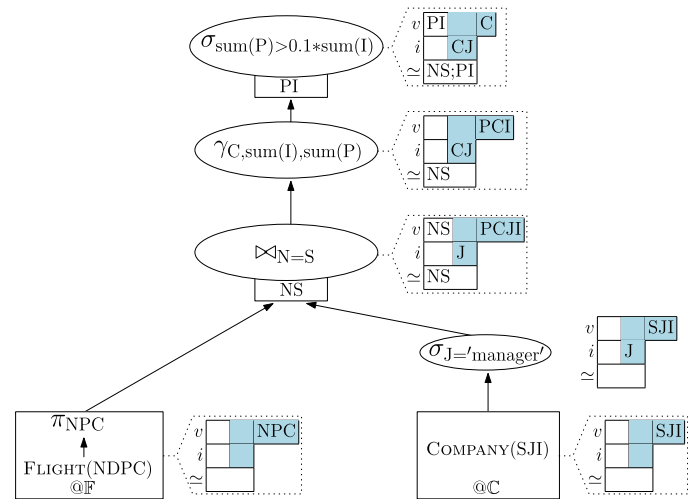 σsum(P)>0.1*sum(I)
PI
v PI C
i CJ
≃ NS;PI
γC,sum(I),sum(P)
v PCI
i CJ
≃ NS
⋈N=S
NS
v NS PCJI
i J
≃ NS
σJ='manager'
v SJI
i J
≃
πNPC
FLIGHT(NDPC)
@𝔽
v NPC
i
≃
COMPANY(SJI)
@ℂ
v SJI
i
≃